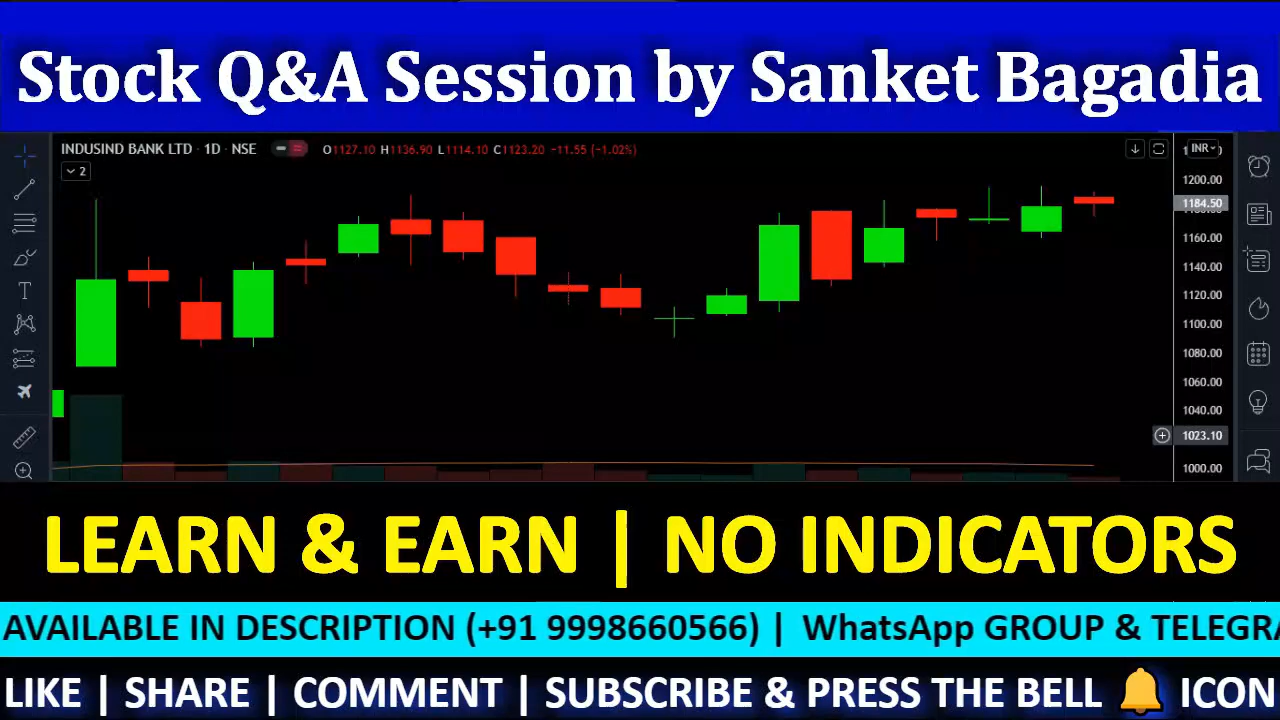 Stock Q&A Session by Sanket Bagadia
INDUSIND BANK LTD · 1D · NSE O1127.10 H1136.90 L1114.10 C1123.20 −11.55 (−1.02%)
INR
2
1200.00
1184.50
1160.00
1140.00
1120.00
1100.00
1080.00
1060.00
1040.00
1023.10
1000.00
LEARN & EARN | NO INDICATORS
AVAILABLE IN DESCRIPTION (+91 9998660566) | WhatsApp GROUP & TELEGRA
LIKE | SHARE | COMMENT | SUBSCRIBE & PRESS THE BELL 🔔 ICON